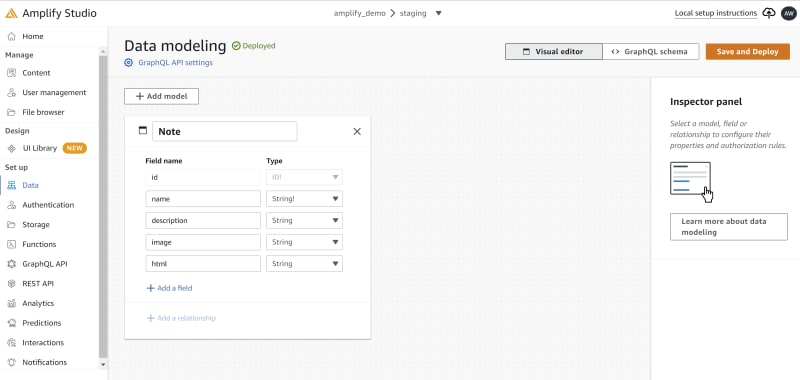 Amplify Studio
amplify_demo > staging
Local setup instructions
AW
Home
Manage
Content
User management
File browser
Design
UI Library NEW
Set up
Data
Authentication
Storage
Functions
GraphQL API
REST API
Analytics
Predictions
Interactions
Notifications
Data modeling
Deployed
GraphQL API settings
Visual editor
GraphQL schema
Save and Deploy
+ Add model
Note
Field name Type
id ID!
name String!
description String
image String
html String
+ Add a field
+ Add a relationship
Inspector panel
Select a model, field or
relationship to configure their
properties and authorization rules.
Learn more about data
modeling